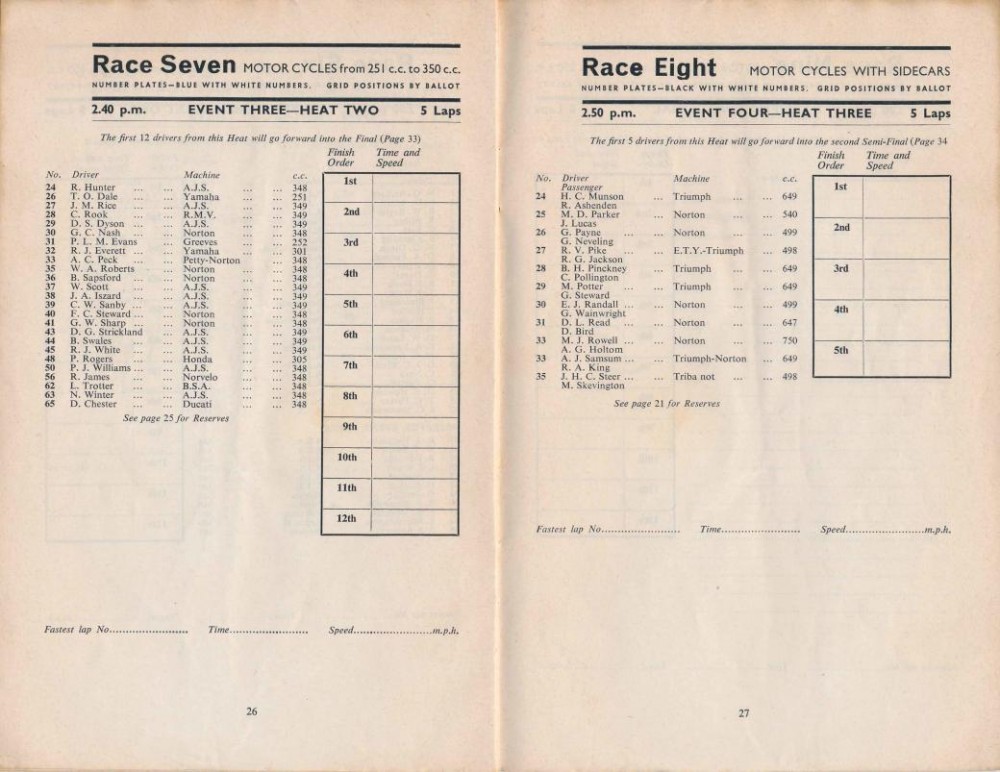 Race Seven MOTOR CYCLES from 251 c.c. to 350 c.c.
NUMBER PLATES—BLUE WITH WHITE NUMBERS. GRID POSITIONS BY BALLOT
2.40 p.m. EVENT THREE—HEAT TWO 5 Laps
The first 12 drivers from this Heat will go forward into the Final (Page 33)
Finish Order Time and Speed
No. Driver Machine c.c.
24 R. Hunter ... ... A.J.S. ... ... 348
26 T. O. Dale ... ... Yamaha ... ... 251
27 J. M. Rice ... ... A.J.S. ... ... 349
28 C. Rook ... ... R.M.V. ... ... 349
29 D. S. Dyson ... ... A.J.S. ... ... 349
30 G. C. Nash ... ... Norton ... ... 348
31 P. L. M. Evans ... Greeves ... ... 252
32 R. J. Everett ... ... Yamaha ... ... 301
33 A. C. Peck ... ... Petty-Norton ... ... 348
35 W. A. Roberts ... Norton ... ... 348
36 B. Sapsford ... ... Norton ... ... 348
37 W. Scott ... ... A.J.S. ... ... 349
38 J. A. Iszard ... ... A.J.S. ... ... 349
39 C. W. Sanby ... ... A.J.S. ... ... 349
40 F. C. Steward ... ... Norton ... ... 348
41 G. W. Sharp ... ... Norton ... ... 348
43 D. G. Strickland ... A.J.S. ... ... 349
44 B. Swales ... ... A.J.S. ... ... 349
45 R. J. White ... ... A.J.S. ... ... 349
48 P. Rogers ... ... Honda ... ... 305
50 P. J. Williams ... ... A.J.S. ... ... 348
56 R. James ... ... Norvelo ... ... 348
62 L. Trotter ... ... B.S.A. ... ... 348
63 N. Winter ... ... A.J.S. ... ... 348
65 D. Chester ... ... Ducati ... ... 348
See page 25 for Reserves
1st
2nd
3rd
4th
5th
6th
7th
8th
9th
10th
11th
12th
Fastest lap No........................ Time........................ Speed........................m.p.h.
26
Race Eight MOTOR CYCLES WITH SIDECARS
NUMBER PLATES—BLACK WITH WHITE NUMBERS. GRID POSITIONS BY BALLOT
2.50 p.m. EVENT FOUR—HEAT THREE 5 Laps
The first 5 drivers from this Heat will go forward into the second Semi-Final (Page 34
Finish Order Time and Speed
No. Driver Machine c.c.
Passenger
24 H. C. Munson ... Triumph ... ... 649
R. Ashenden
25 M. D. Parker ... Norton ... ... 540
J. Lucas
26 G. Payne ... ... Norton ... ... 499
G. Neveling
27 R. V. Pike ... ... E.T.Y.-Triumph ... 498
R. G. Jackson
28 B. H. Pinckney ... Triumph ... ... 649
C. Pollington
29 M. Potter ... ... Triumph ... ... 649
G. Steward
30 E. J. Randall ... ... Norton ... ... 499
G. Wainwright
31 D. L. Read ... ... Norton ... ... 647
D. Bird
33 M. J. Rowell ... ... Norton ... ... 750
A. G. Holtom
33 A. J. Samsum ... ... Triumph-Norton ... 649
R. A. King
35 J. H. C. Steer ... ... Triba not ... ... 498
M. Skevington
See page 21 for Reserves
1st
2nd
3rd
4th
5th
Fastest lap No........................ Time........................ Speed........................m.p.h.
27